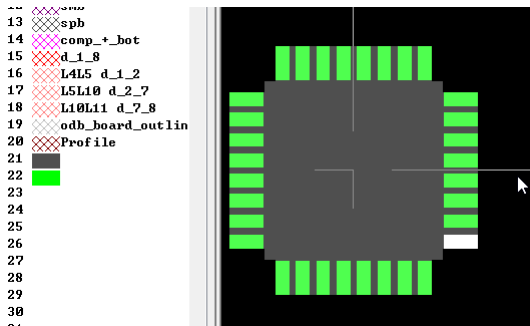 13 spb
14 comp_+_bot
15 d_1_8
16 L4L5 d_1_2
17 L5L10 d_2_7
18 L10L11 d_7_8
19 odb_board_outlin
20 Profile
21
22
23
24
25
26
27
28
29
30